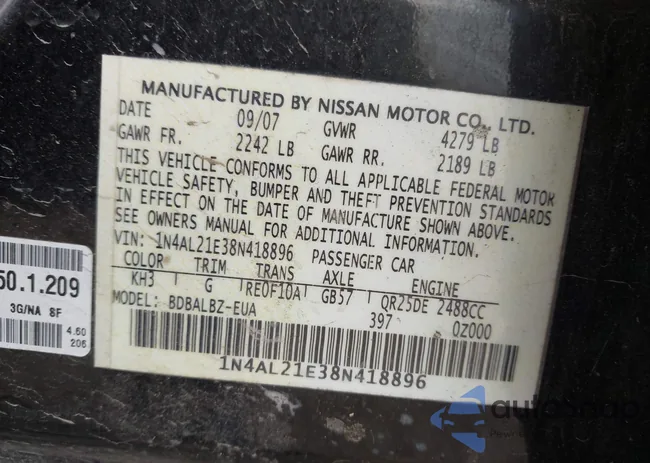 MANUFACTURED BY NISSAN MOTOR CO., LTD.
DATE 09/07 GVWR 4279 LB
GAWR FR. 2242 LB GAWR RR. 2189 LB
THIS VEHICLE CONFORMS TO ALL APPLICABLE FEDERAL MOTOR
VEHICLE SAFETY, BUMPER AND THEFT PREVENTION STANDARDS
IN EFFECT ON THE DATE OF MANUFACTURE SHOWN ABOVE.
SEE OWNERS MANUAL FOR ADDITIONAL INFORMATION.
VIN: 1N4AL21E38N418896 PASSENGER CAR
COLOR TRIM TRANS AXLE ENGINE
KH3 G RE0F10A GB57 QR25DE 2488CC
MODEL: BDBALBZ-EUA 397 0Z000
1N4AL21E38N418896
50.1.209
3G/NA 8F
4.60
206